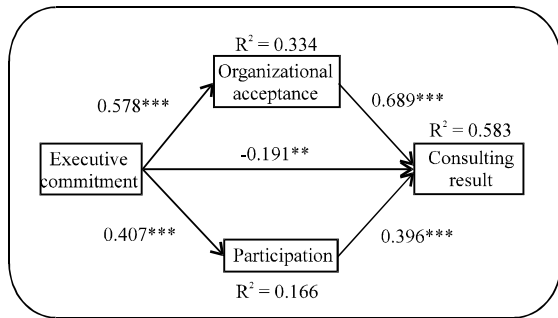 R² = 0.334
Organizational
acceptance
0.578***
0.689***
R² = 0.583
Executive
commitment
-0.191**
Consulting
result
0.407***
0.396***
Participation
R² = 0.166